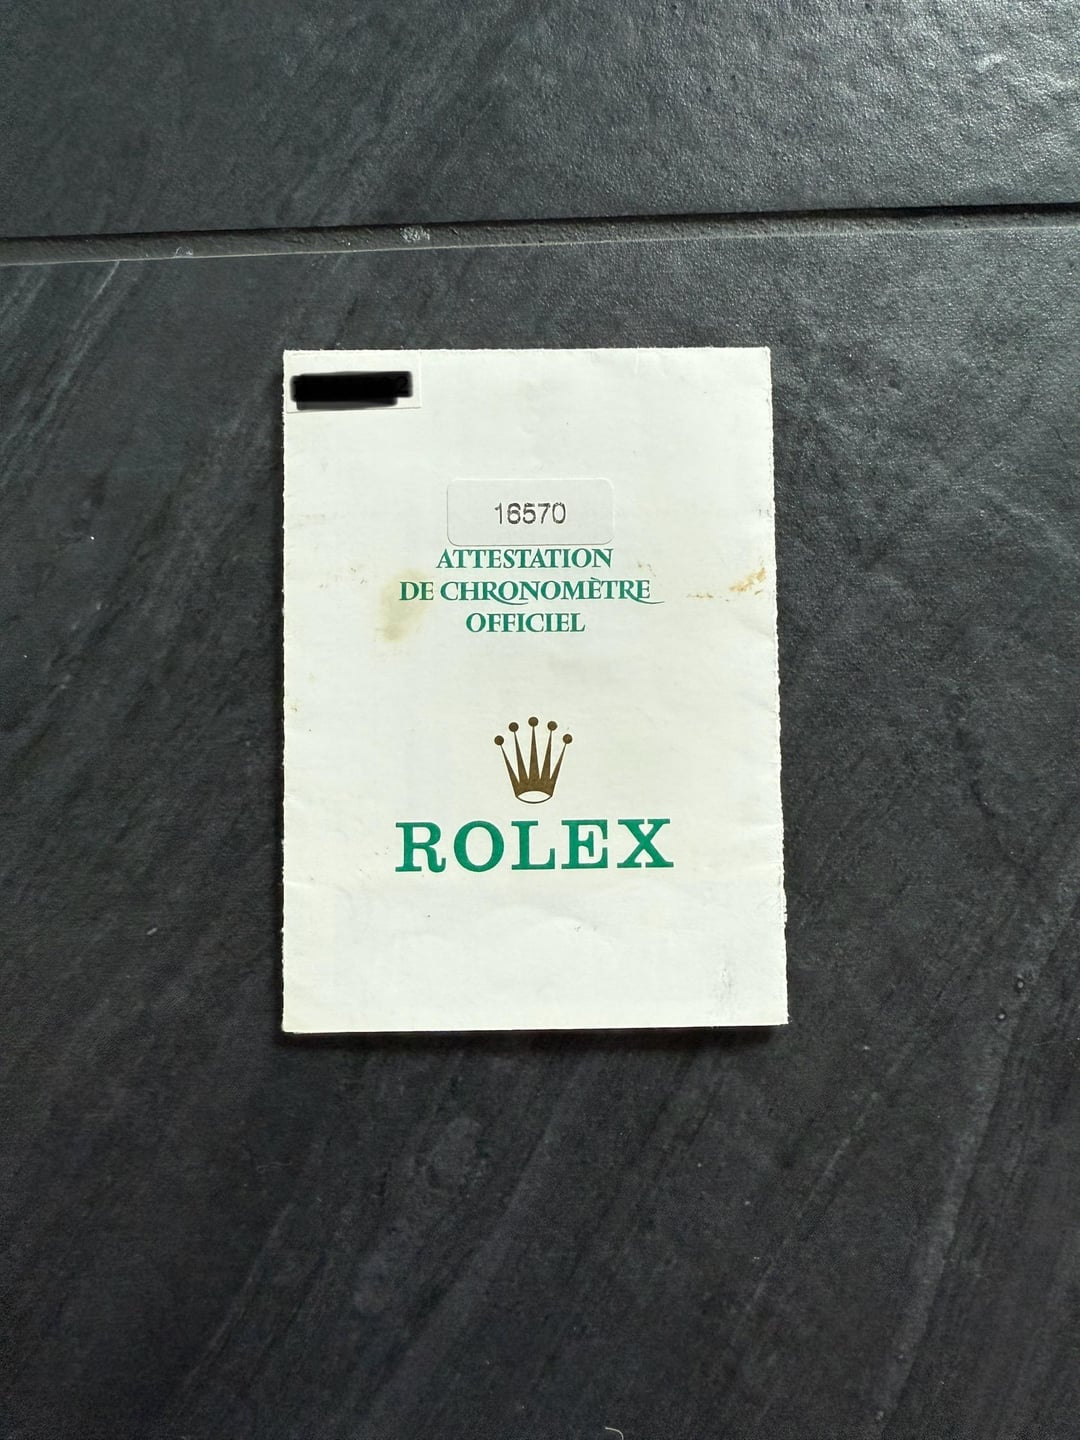 16570
ATTESTATION
DE CHRONOMÈTRE
OFFICIEL
ROLEX